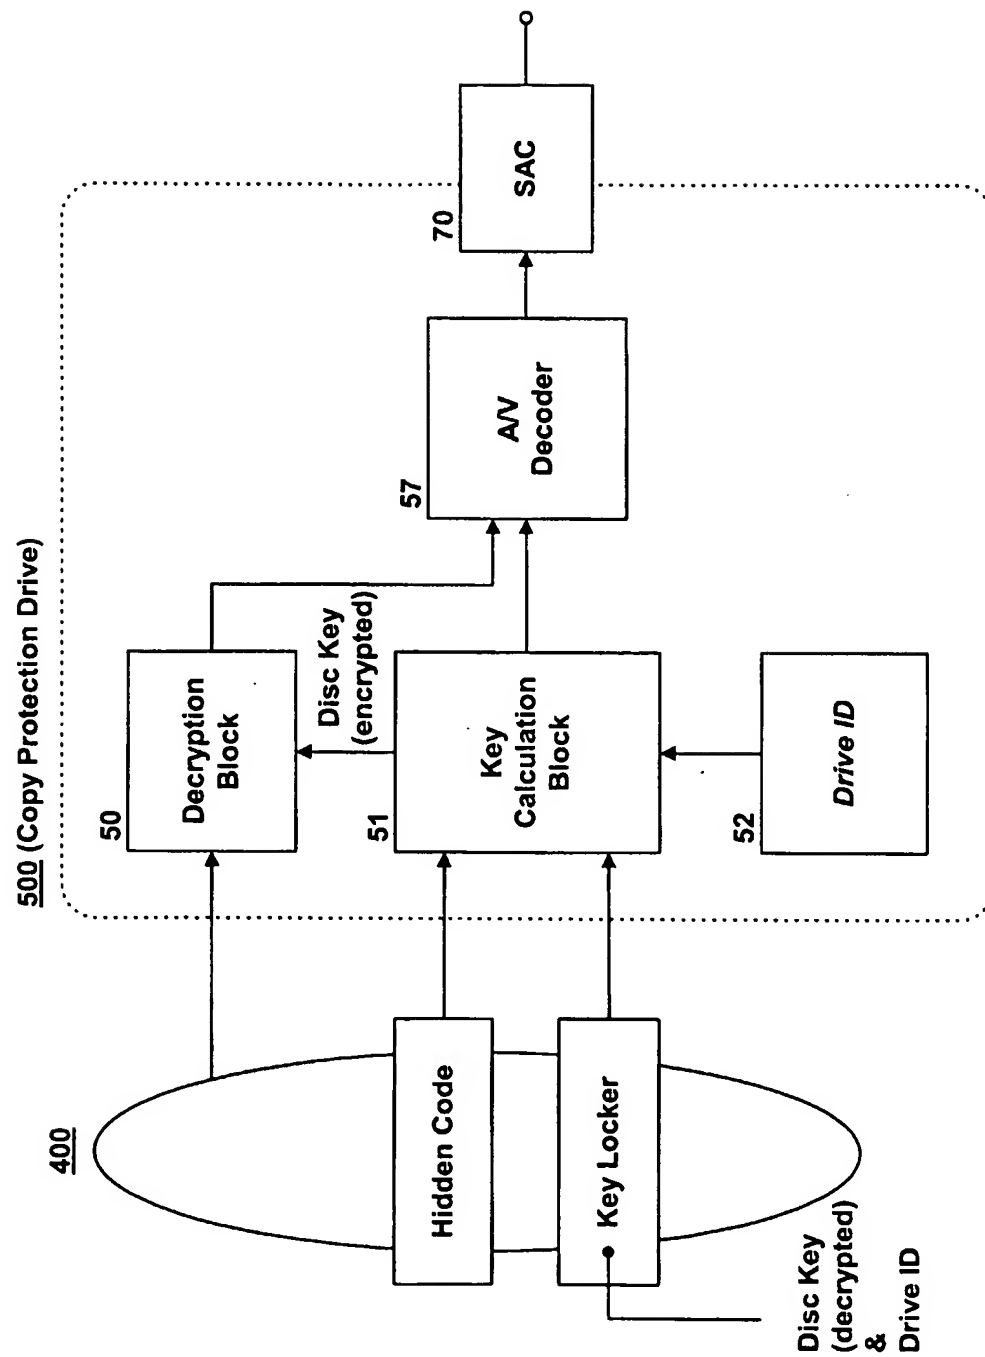 500 (Copy Protection Drive)
400
50
Decryption
Block
Disc Key
(encrypted)
Hidden Code
51
Key
Calculation
Block
57
A/V
Decoder
70
SAC
Key Locker
52
Drive ID
Disc Key
(decrypted)
&
Drive ID